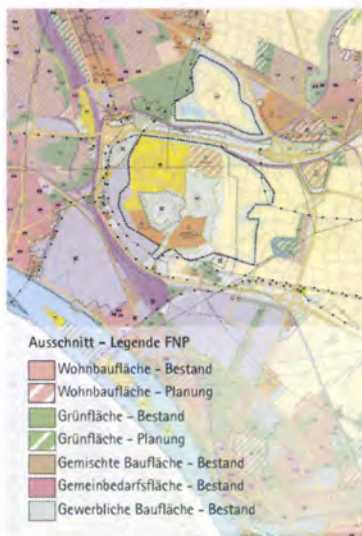 Ausschnitt – Legende FNP
Wohnbaufläche – Bestand
Wohnbaufläche – Planung
Grünfläche – Bestand
Grünfläche – Planung
Gemischte Baufläche – Bestand
Gemeinbedarfsfläche – Bestand
Gewerbliche Baufläche – Bestand